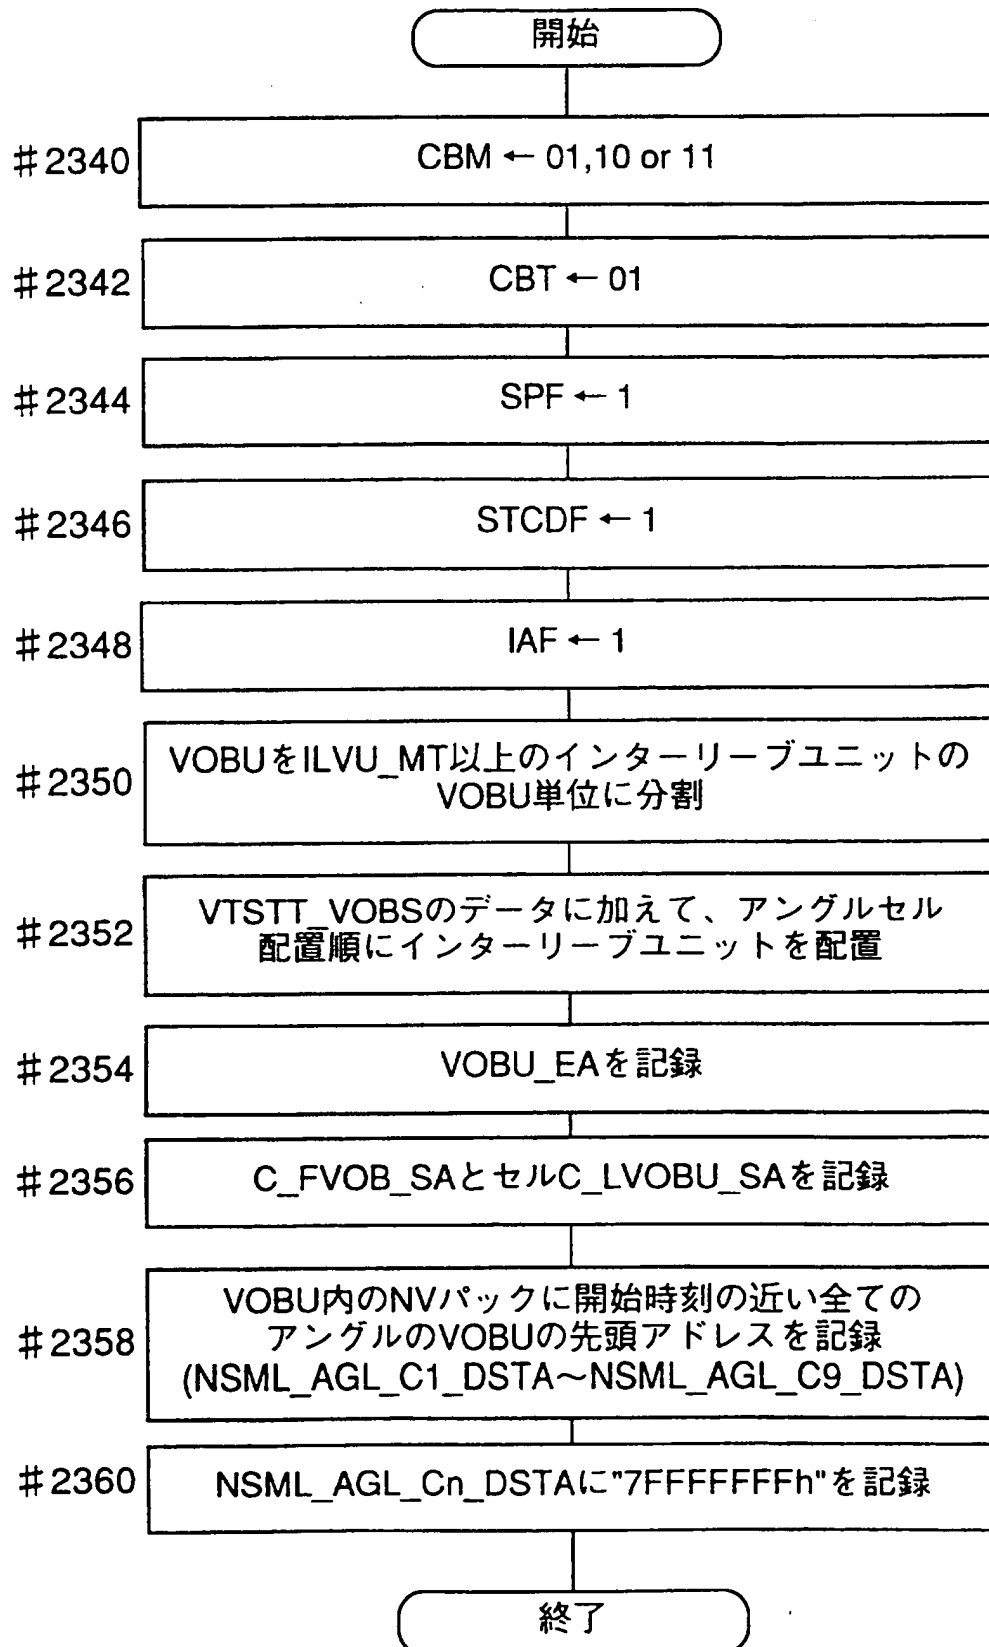 開始
#2340
CBM ← 01,10 or 11
#2342
CBT ← 01
#2344
SPF ← 1
#2346
STCDF ← 1
#2348
IAF ← 1
#2350
VOBUをILVU_MT以上のインターリーブユニットの
VOBU単位に分割
#2352
VTSTT_VOBSのデータに加えて、アングルセル
配置順にインターリーブユニットを配置
#2354
VOBU_EAを記録
#2356
C_FVOB_SAとセルC_LVOBU_SAを記録
#2358
VOBU内のNVパックに開始時刻の近い全ての
アングルのVOBUの先頭アドレスを記録
(NSML_AGL_C1_DSTA～NSML_AGL_C9_DSTA)
#2360
NSML_AGL_Cn_DSTAに"7FFFFFFFh"を記録
終了